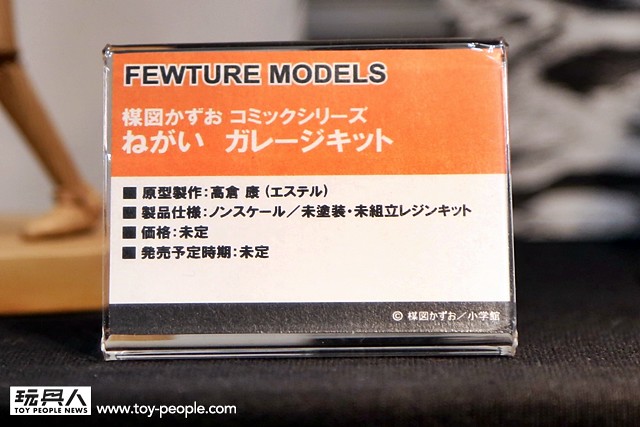 FEWTURE MODELS
楳図かずお コミックシリーズ
ねがい ガレージキット
■ 原型製作：高倉 康（エステル）
■ 製品仕様：ノンスケール／未塗装・未組立レジンキット
■ 価格：未定
■ 発売予定時期：未定
© 楳図かずお／小学館
玩具人
TOY PEOPLE NEWS
www.toy-people.com